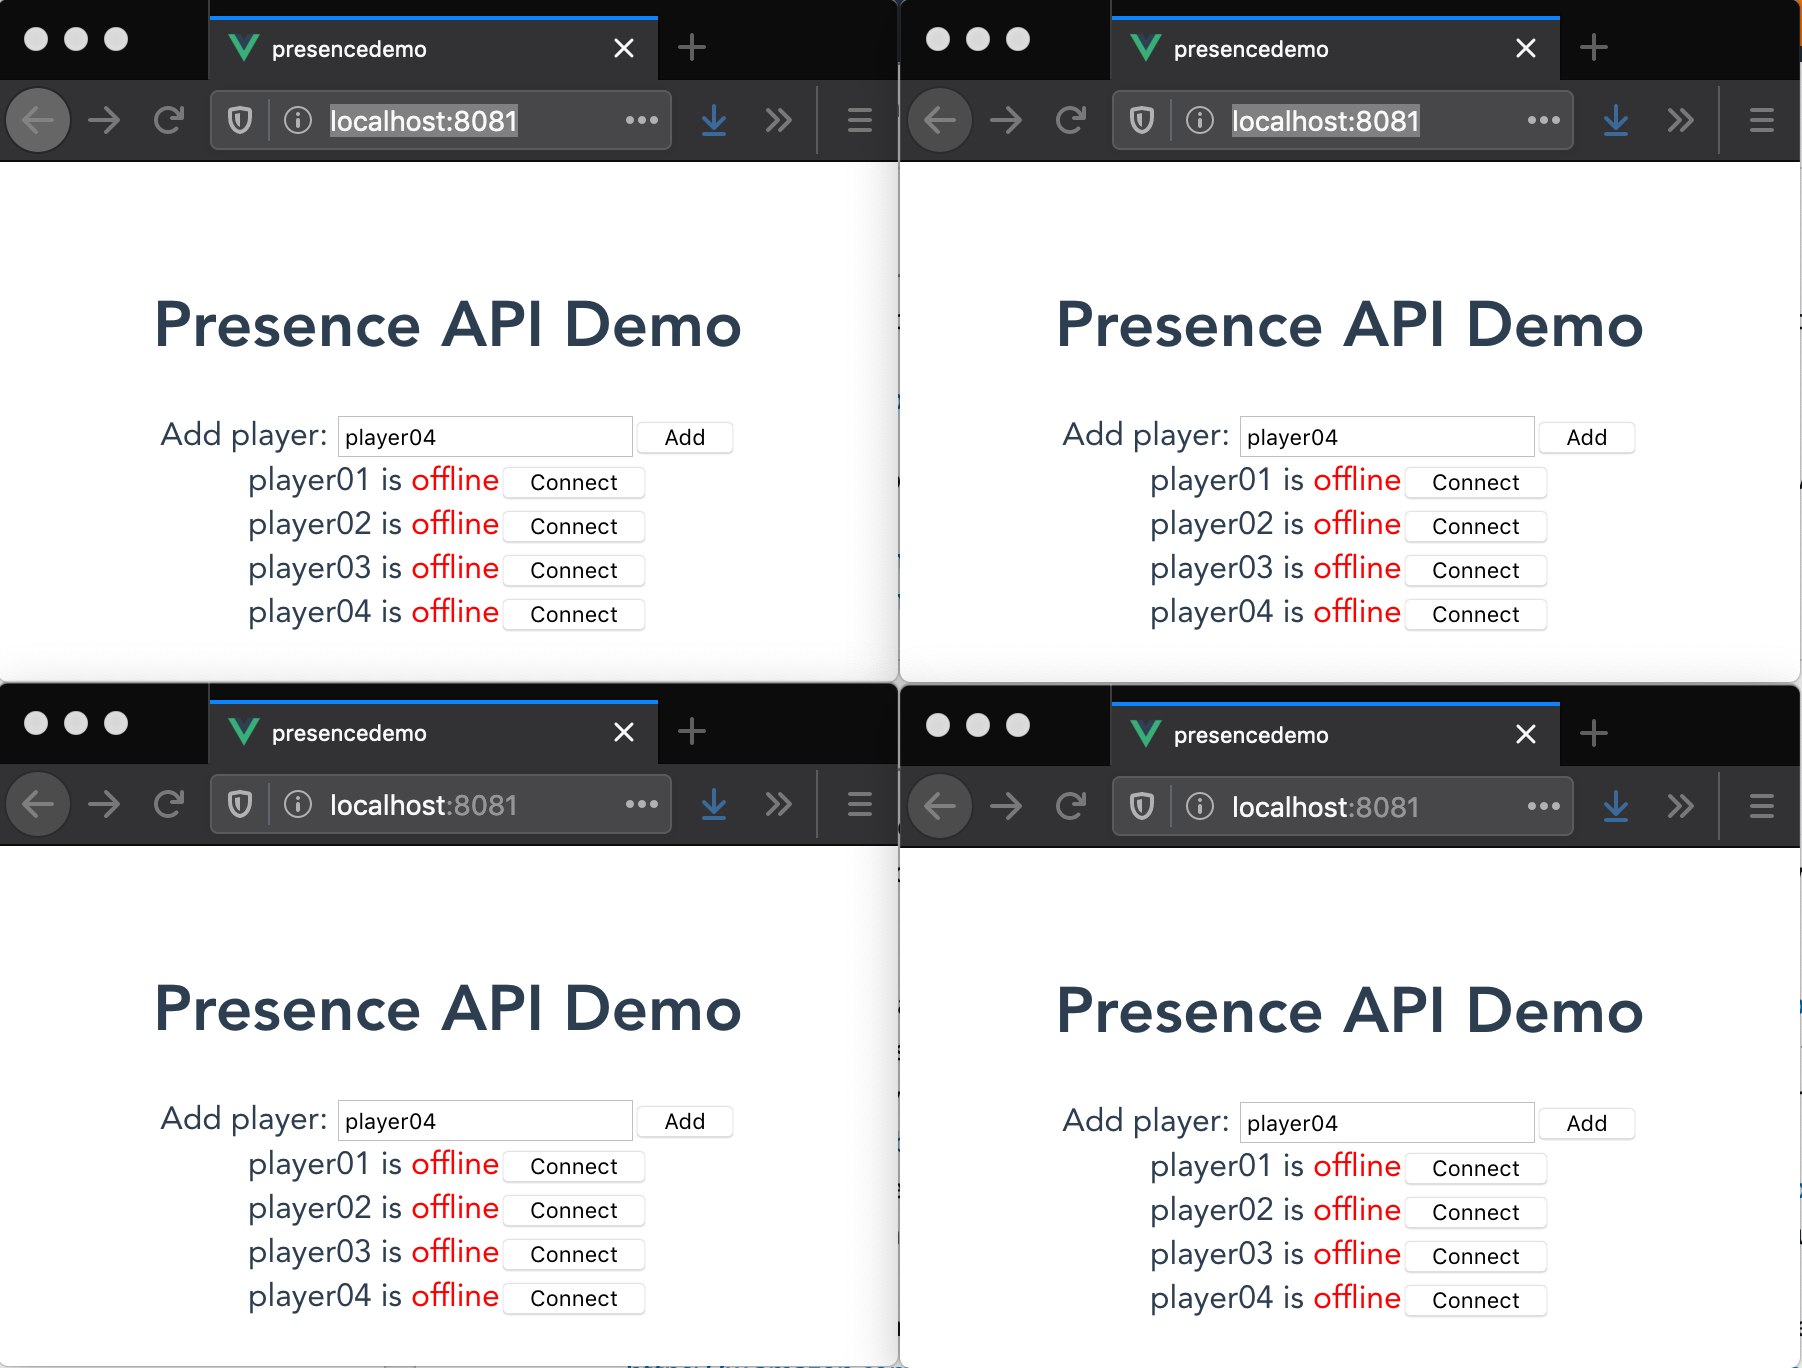 presencedemo
localhost:8081
Presence API Demo
Add player: player04 Add
player01 is offline Connect
player02 is offline Connect
player03 is offline Connect
player04 is offline Connect
presencedemo
localhost:8081
Presence API Demo
Add player: player04 Add
player01 is offline Connect
player02 is offline Connect
player03 is offline Connect
player04 is offline Connect
presencedemo
localhost:8081
Presence API Demo
Add player: player04 Add
player01 is offline Connect
player02 is offline Connect
player03 is offline Connect
player04 is offline Connect
presencedemo
localhost:8081
Presence API Demo
Add player: player04 Add
player01 is offline Connect
player02 is offline Connect
player03 is offline Connect
player04 is offline Connect